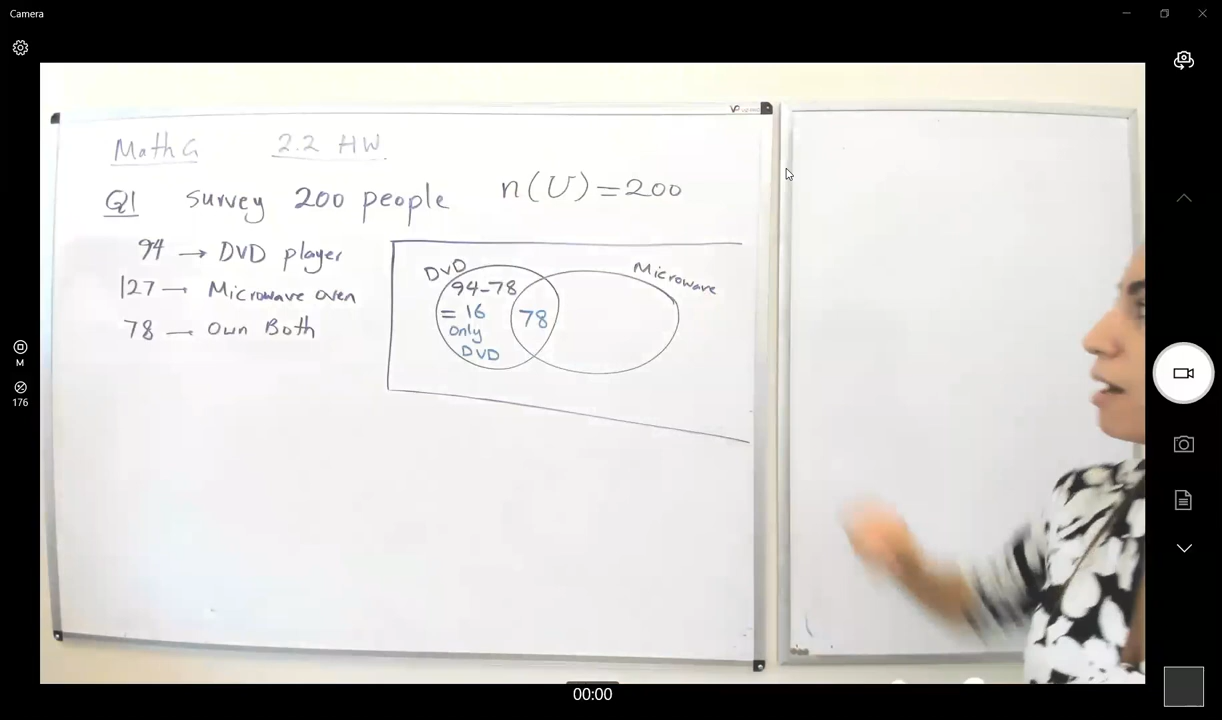 Camera
Math G 2.2 HW
Q1 Survey 200 people n(U) = 200
94 → DVD player
127 — Microwave oven
78 — Own Both
DVD
Microwave
94-78
= 16
only
DVD
78
M
176
00:00